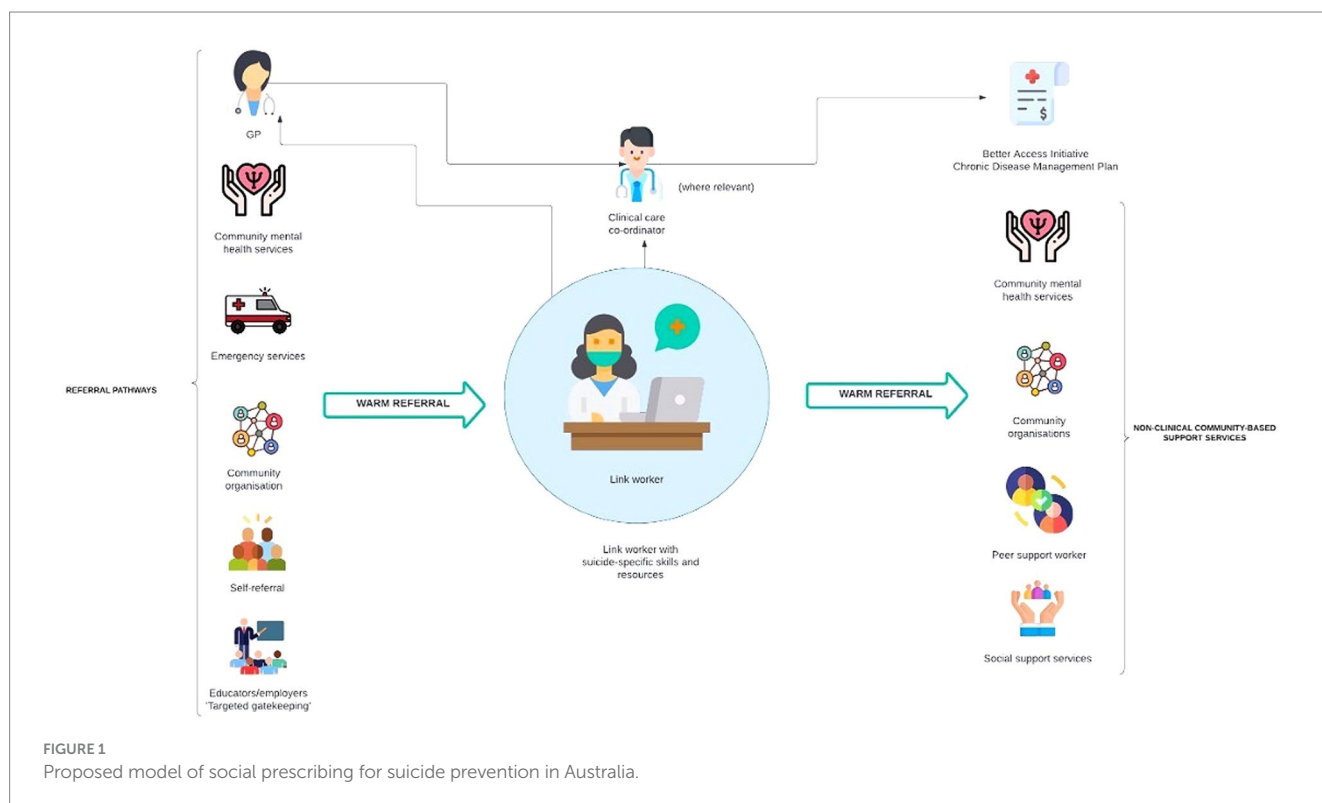 REFERRAL PATHWAYS
GP
Community mental
health services
Emergency services
Community
organisation
Self-referral
Educators/employers
'Targeted gatekeeping'
WARM REFERRAL
Clinical care
co-ordinator
(where relevant)
Link worker
Link worker with
suicide-specific skills and
resources
WARM REFERRAL
$
Better Access Initiative
Chronic Disease Management Plan
Community mental
health services
Community
organisations
Peer support worker
Social support services
NON-CLINICAL COMMUNITY-BASED
SUPPORT SERVICES
FIGURE 1
Proposed model of social prescribing for suicide prevention in Australia.